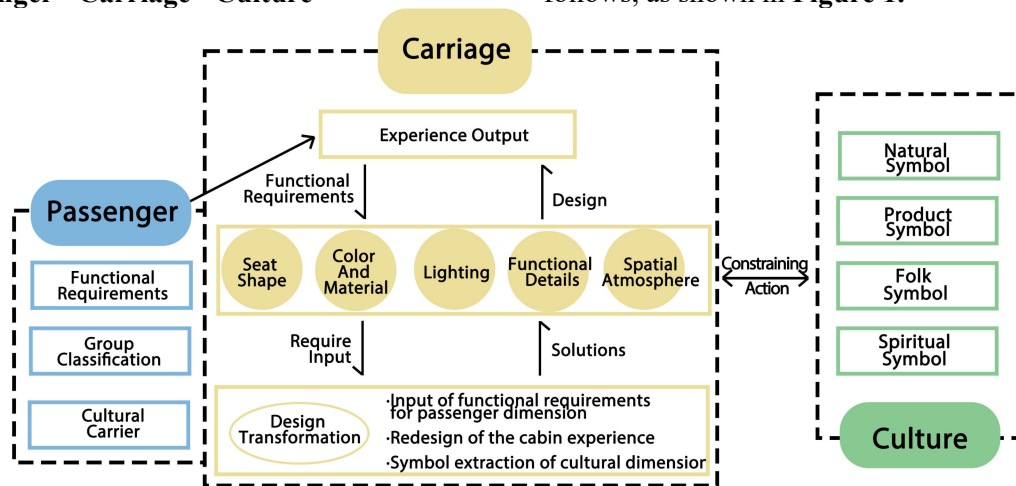 Carriage Culture
follows, as shown in Figure 1.
Carriage
Experience Output
Functional
Requirements
Design
Passenger
Functional
Requirements
Group
Classification
Cultural
Carrier
Seat
Shape
Color
And
Material
Lighting
Functional
Details
Spatial
Atmosphere
Require
Input
Solutions
Design
Transformation
·Input of functional requirements
for passenger dimension
·Redesign of the cabin experience
·Symbol extraction of cultural dimension
Constraining
Action
Natural
Symbol
Product
Symbol
Folk
Symbol
Spiritual
Symbol
Culture